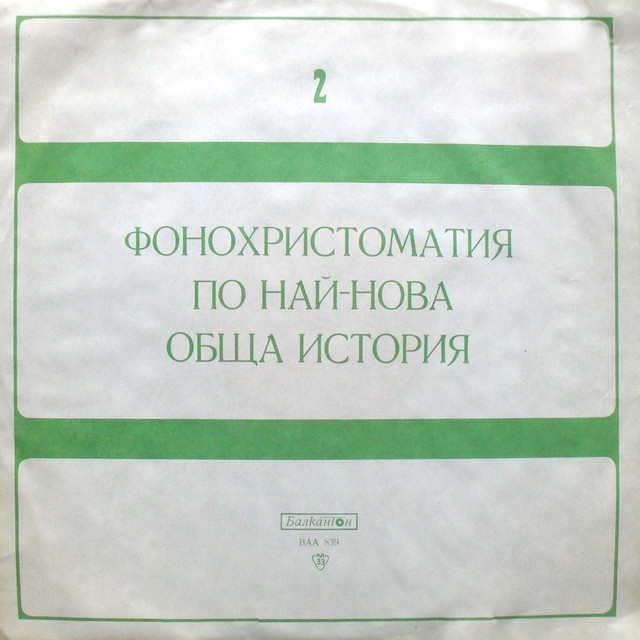 2
ФОНОХРИСТОМАТИЯ
ПО НАЙ-НОВА
ОБЩА ИСТОРИЯ
Балкантон
ВАА 839
М
33